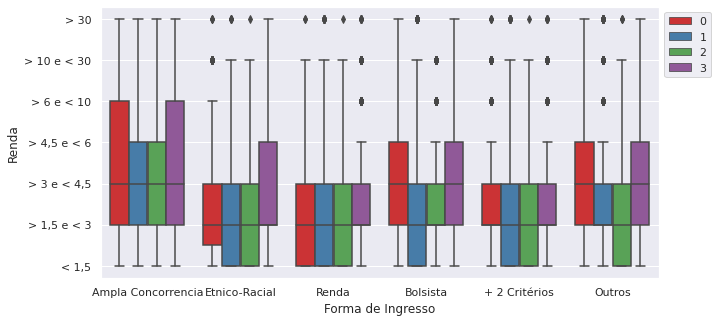 > 30
> 10 e < 30
> 6 e < 10
> 4,5 e < 6
> 3 e < 4,5
> 1,5 e < 3
< 1,5
Renda
Ampla Concorrencia
Etnico-Racial
Renda
Bolsista
+ 2 Critérios
Outros
Forma de Ingresso
0
1
2
3